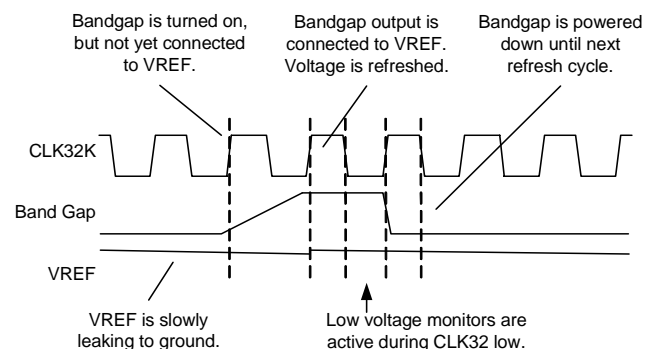 Bandgap is turned on,
but not yet connected
to VREF.
Bandgap output is
connected to VREF.
Voltage is refreshed.
Bandgap is powered
down until next
refresh cycle.
CLK32K
Band Gap
VREF
VREF is slowly
leaking to ground.
Low voltage monitors are
active during CLK32 low.